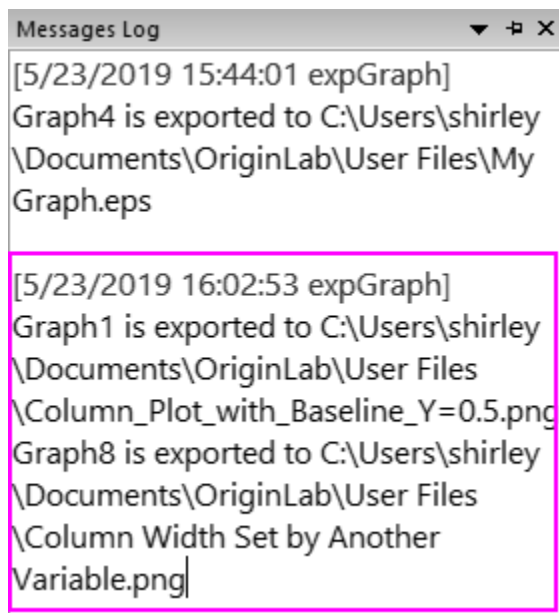 Messages Log
[5/23/2019 15:44:01 expGraph]
Graph4 is exported to C:\Users\shirley
\Documents\OriginLab\User Files\My
Graph.eps
[5/23/2019 16:02:53 expGraph]
Graph1 is exported to C:\Users\shirley
\Documents\OriginLab\User Files
\Column_Plot_with_Baseline_Y=0.5.png
Graph8 is exported to C:\Users\shirley
\Documents\OriginLab\User Files
\Column Width Set by Another
Variable.png